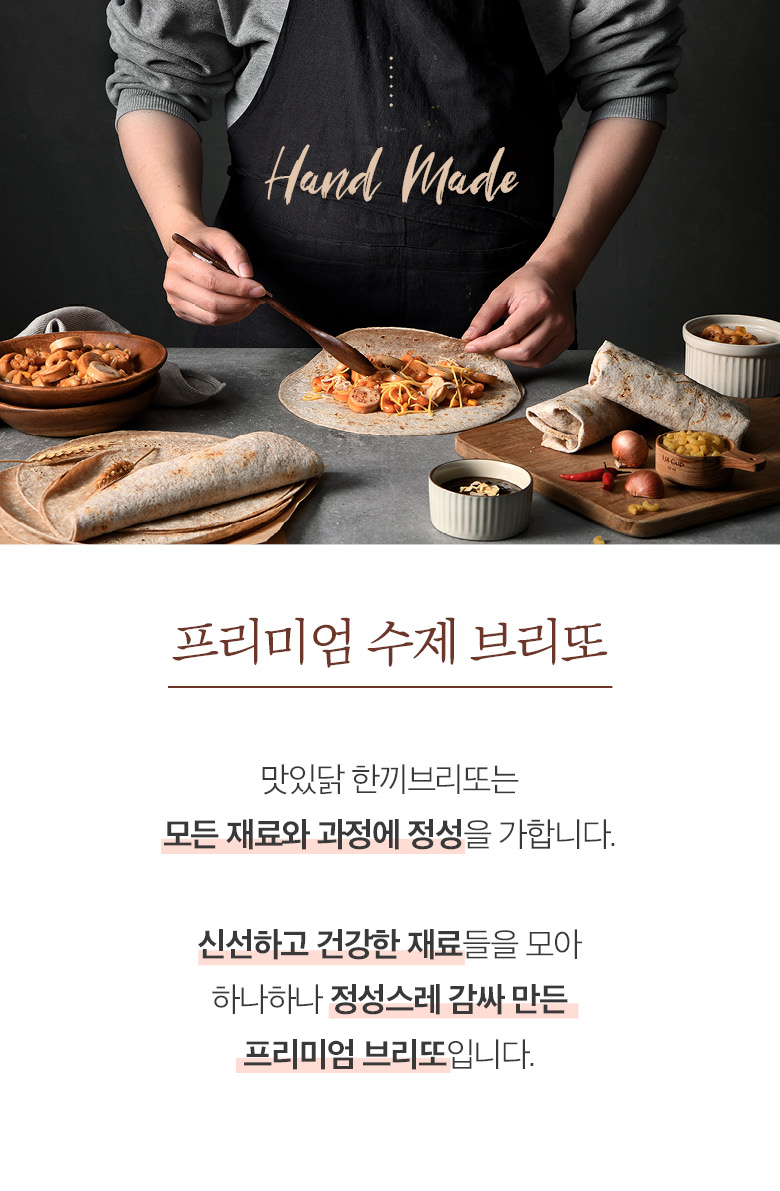 Hand Made
프리미엄 수제 브리또
맛있닭 한끼브리또는
모든 재료와 과정에 정성을 가합니다.
신선하고 건강한 재료들을 모아
하나하나 정성스레 감싸 만든
프리미엄 브리또입니다.